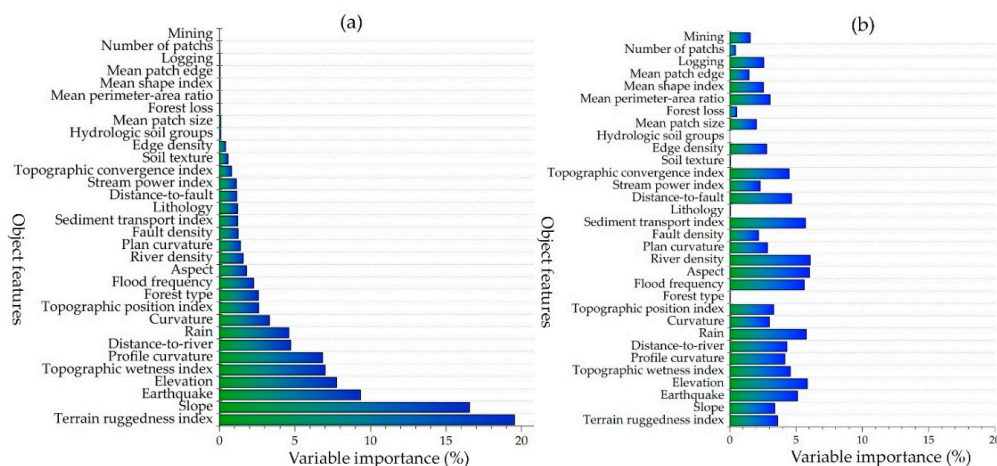 (a)
Object features
Mining
Number of patchs
Logging
Mean patch edge
Mean shape index
Mean perimeter-area ratio
Forest loss
Mean patch size
Hydrologic soil groups
Edge density
Soil texture
Topographic convergence index
Stream power index
Distance-to-fault
Lithology
Sediment transport index
Fault density
Plan curvature
River density
Aspect
Flood frequency
Forest type
Topographic position index
Curvature
Rain
Distance-to-river
Profile curvature
Topographic wetness index
Elevation
Earthquake
Slope
Terrain ruggedness index
0 5 10 15 20
Variable importance (%)
(b)
Object features
Mining
Number of patchs
Logging
Mean patch edge
Mean shape index
Mean perimeter-area ratio
Forest loss
Mean patch size
Hydrologic soil groups
Edge density
Soil texture
Topographic convergence index
Stream power index
Distance-to-fault
Lithology
Sediment transport index
Fault density
Plan curvature
River density
Aspect
Flood frequency
Forest type
Topographic position index
Curvature
Rain
Distance-to-river
Profile curvature
Topographic wetness index
Elevation
Earthquake
Slope
Terrain ruggedness index
0 5 10 15 20
Variable importance (%)